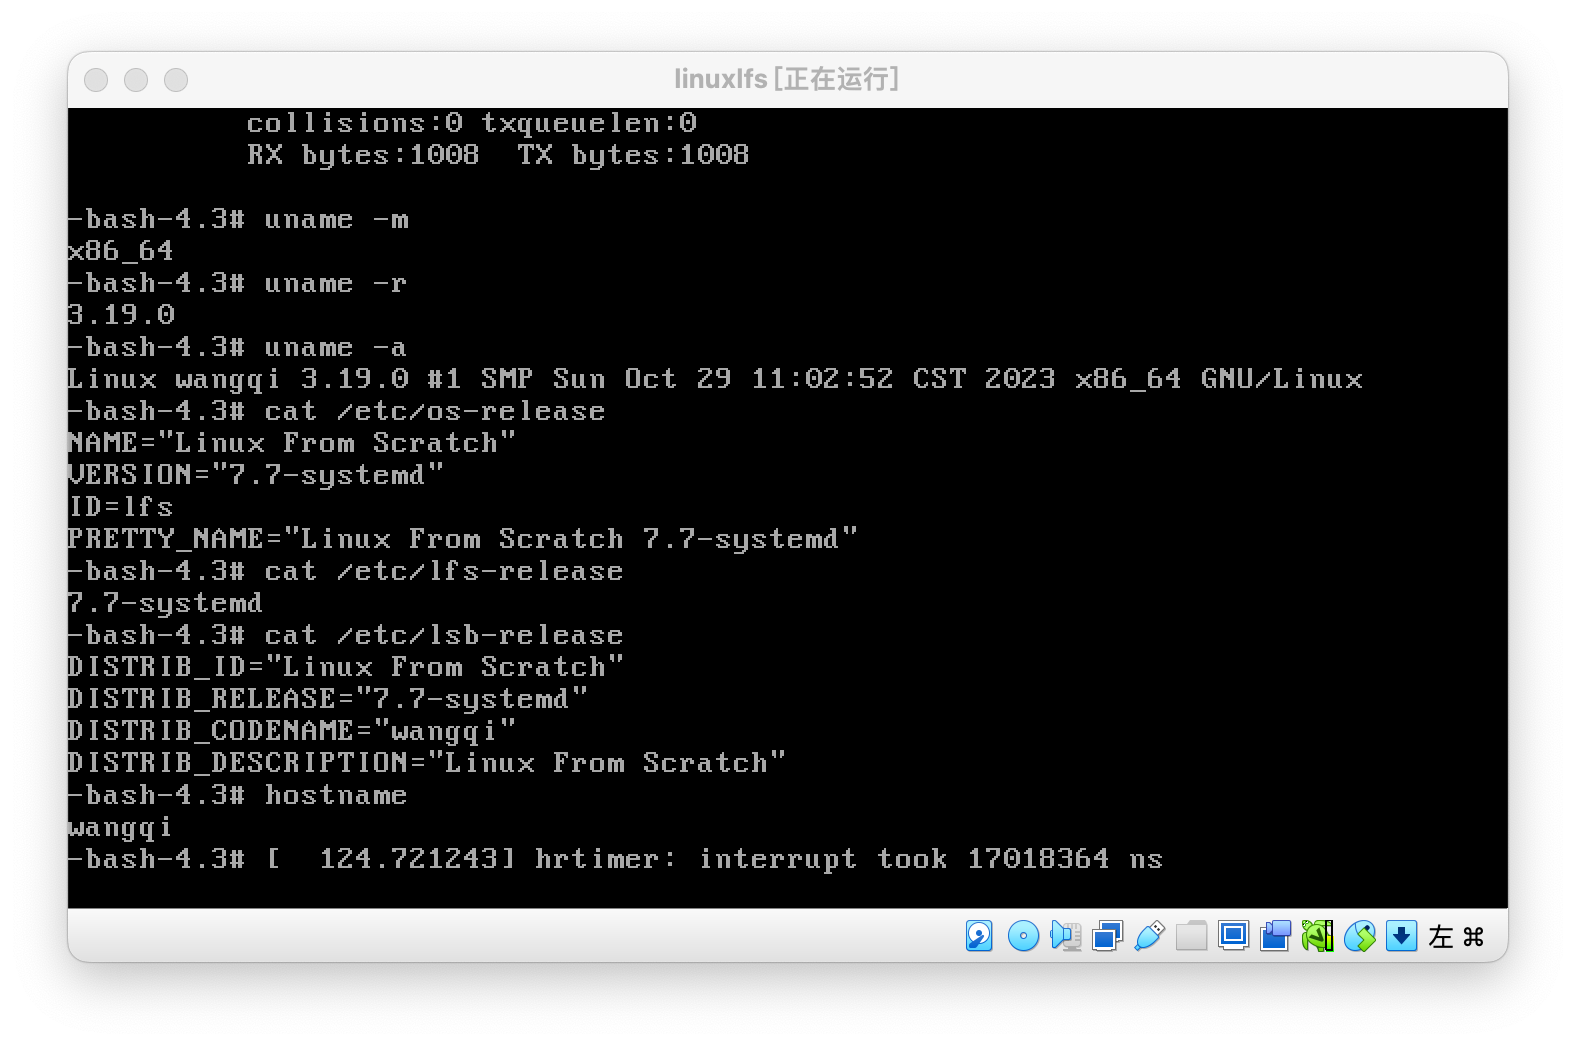 linuxlfs [正在运行]
collisions:0 txqueuelen:0
RX bytes:1008  TX bytes:1008
-bash-4.3# uname -m
x86_64
-bash-4.3# uname -r
3.19.0
-bash-4.3# uname -a
Linux wangqi 3.19.0 #1 SMP Sun Oct 29 11:02:52 CST 2023 x86_64 GNU/Linux
-bash-4.3# cat /etc/os-release
NAME="Linux From Scratch"
VERSION="7.7-systemd"
ID=lfs
PRETTY_NAME="Linux From Scratch 7.7-systemd"
-bash-4.3# cat /etc/lfs-release
7.7-systemd
-bash-4.3# cat /etc/lsb-release
DISTRIB_ID="Linux From Scratch"
DISTRIB_RELEASE="7.7-systemd"
DISTRIB_CODENAME="wangqi"
DISTRIB_DESCRIPTION="Linux From Scratch"
-bash-4.3# hostname
wangqi
-bash-4.3# [  124.721243] hrtimer: interrupt took 17018364 ns
左 ⌘